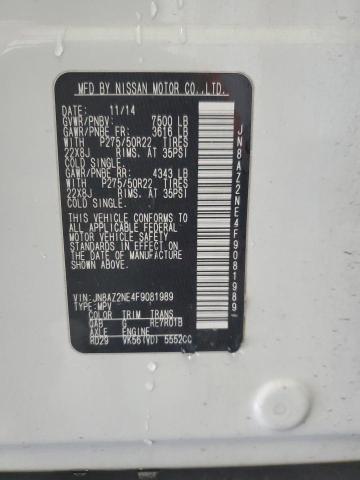 MFD BY NISSAN MOTOR CO.,LTD.
DATE: 11/14
GVWR/PNBV: 7500 LB
GAWR/PNBE FR: 3616 LB
WITH P275/50R22 TIRES
22X8J RIMS, AT 35PSI
COLD SINGLE.
GAWR/PNBE RR: 4343 LB
WITH P275/50R22 TIRES
22X8J RIMS, AT 35PSI
COLD SINGLE.
THIS VEHICLE CONFORMS TO
ALL APPLICABLE FEDERAL
MOTOR VEHICLE SAFETY
STANDARDS IN EFFECT ON
THE DATE OF MANUFACTURE
SHOWN ABOVE.
VIN:JN8AZ2NE4F9081989
TYPE:MPV
COLOR TRIM TRANS
QAB G RE7R01B
AXLE ENGINE
RD29 VK56(VD) 5552CC
JN8AZ2NE4F9081989